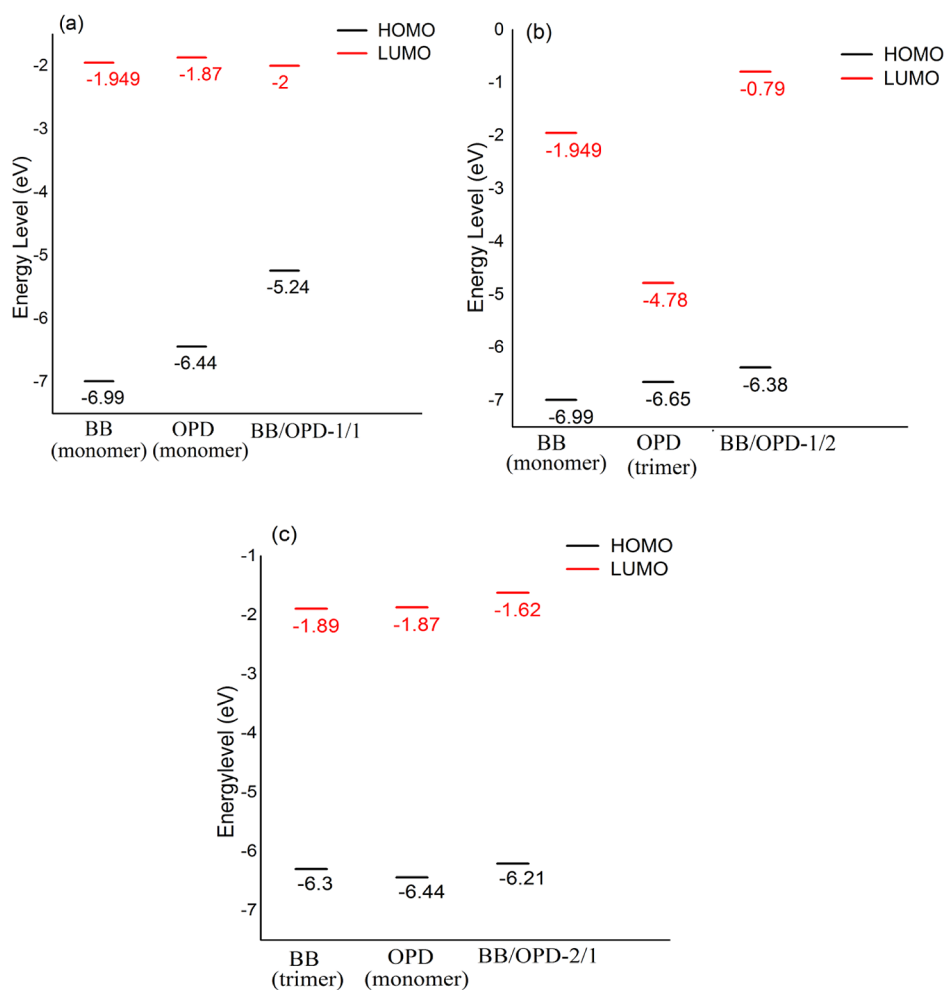 (a)
HOMO
LUMO
Energy Level (eV)
-2
-3
-4
-5
-6
-7
-1.949
-1.87
-2
-5.24
-6.44
-6.99
BB
(monomer)
OPD
(monomer)
BB/OPD-1/1
(b)
HOMO
LUMO
Energy Level (eV)
0
-1
-2
-3
-4
-5
-6
-7
-0.79
-1.949
-4.78
-6.99
-6.65
-6.38
BB
(monomer)
OPD
(trimer)
BB/OPD-1/2
(c)
HOMO
LUMO
Energylevel (eV)
-1
-2
-3
-4
-5
-6
-7
-1.89
-1.87
-1.62
-6.3
-6.44
-6.21
BB
(trimer)
OPD
(monomer)
BB/OPD-2/1